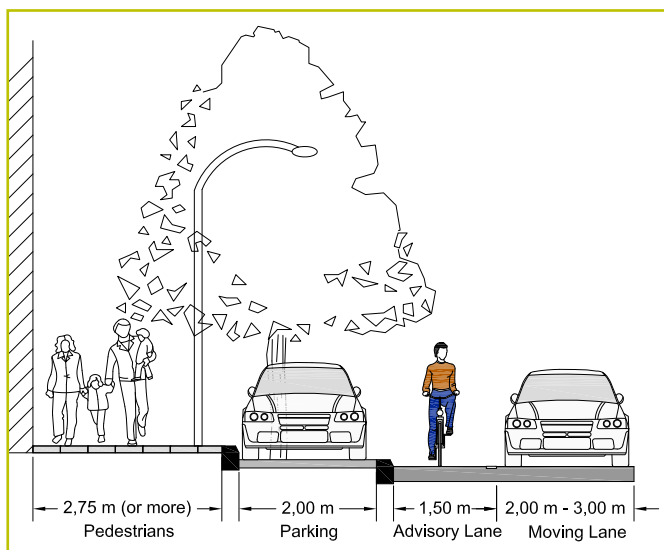 2,75 m (or more) 2,00 m 1,50 m 2,00 m - 3,00 m
Pedestrians Parking Advisory Lane Moving Lane